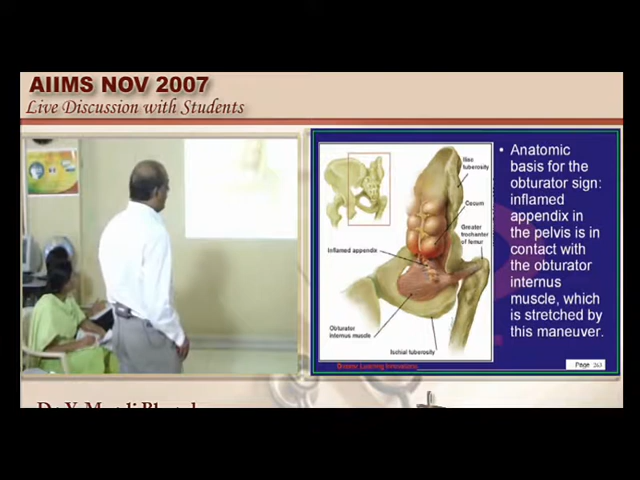 AIIMS NOV 2007
Live Discussion with Students
• Anatomic
basis for the
obturator sign:
inflamed
appendix in
the pelvis is in
contact with
the obturator
internus
muscle, which
is stretched by
this maneuver.
Iliac
tuberosity
Cecum
Greater
trochanter
of femur
Inflamed appendix
Obturator
internus muscle
Ischial tuberosity
Page 263